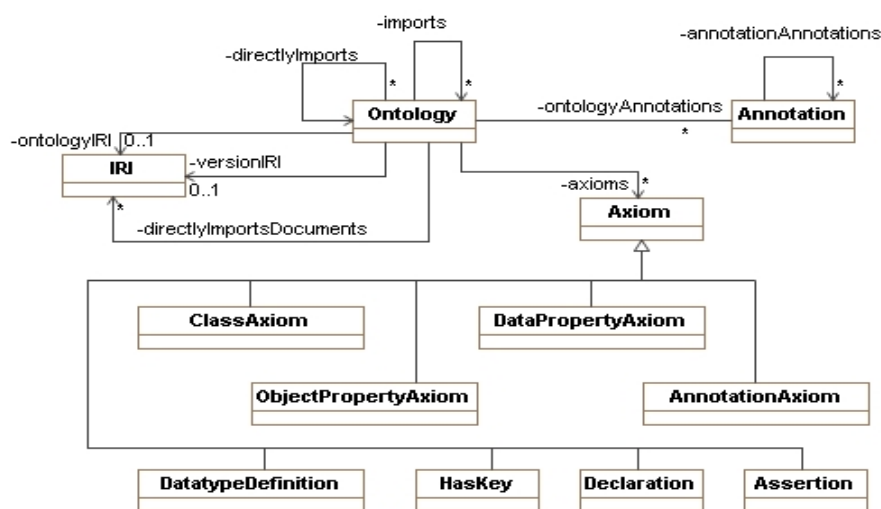 -imports
-annotationAnnotations
-directlyImports
*
*
*
Ontology
-ontologyAnnotations
Annotation
*
-ontologyIRI
0..1
IRI
-versionIRI
0..1
-axioms
*
*
Axiom
-directlyImportsDocuments
ClassAxiom
DataPropertyAxiom
ObjectPropertyAxiom
AnnotationAxiom
DatatypeDefinition
HasKey
Declaration
Assertion